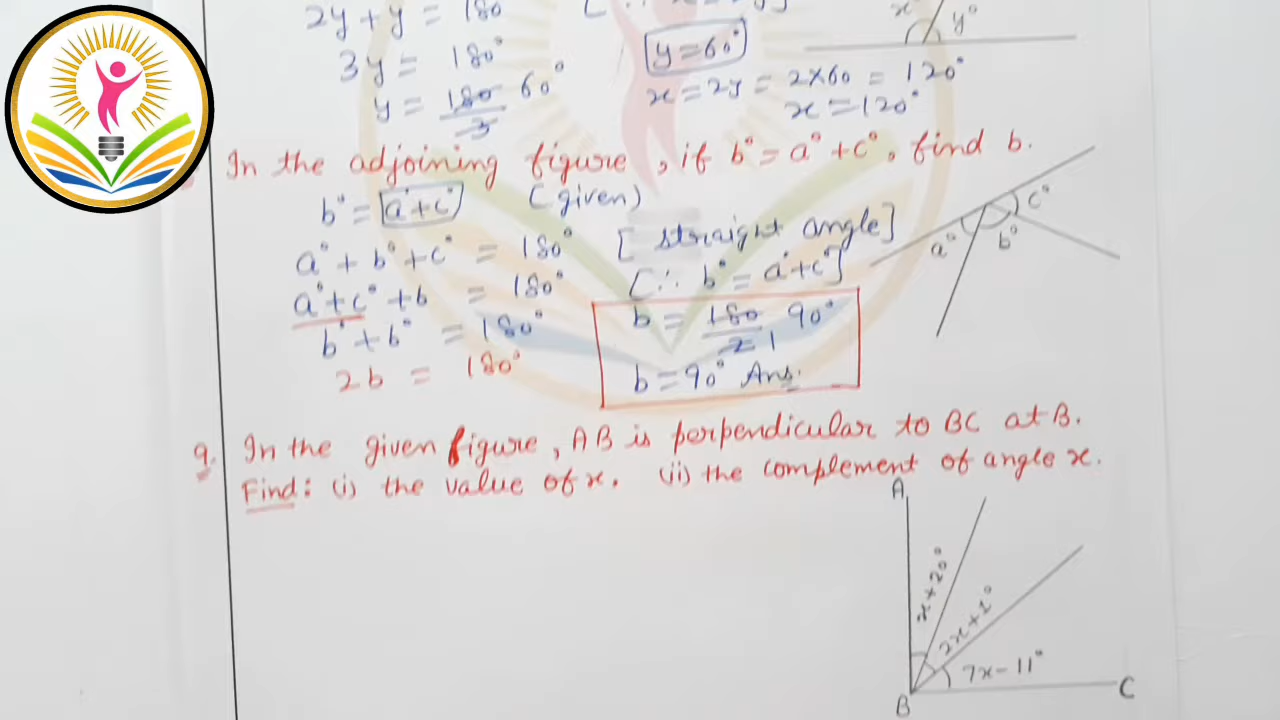 2y + y = 180
3y = 180°
y = 180/3 60°
y = 60°
x = 2y = 2×60 = 120°
x = 120°
x° y°
In the adjoining figure, if b° = a° + c°, find b.
b° = a°+c° (given)
a° + b° + c° = 180° [straight angle]
a°+c° + b = 180° [∵ b° = a°+c°]
b° + b° = 180°
2b = 180°
b = 180/2 90°
1
b = 90° Ans.
a° b° c°
9. In the given figure, AB is perpendicular to BC at B.
Find: (i) the value of x. (ii) the complement of angle x.
A
x+20°
7x-11°
B C